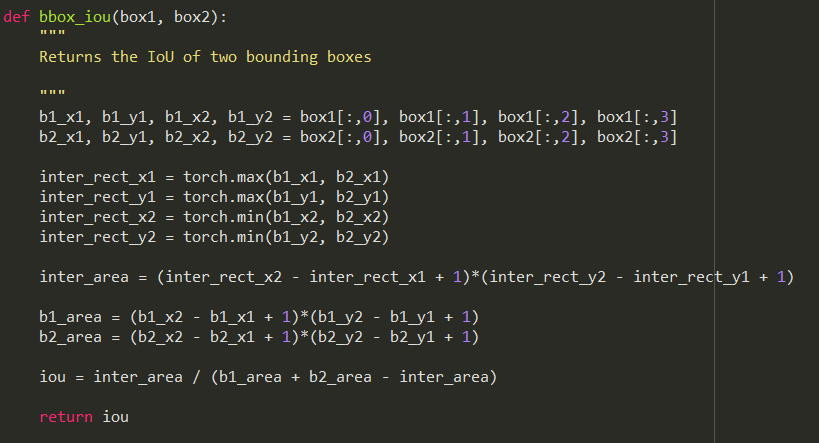 def bbox_iou(box1, box2):
    """
    Returns the IoU of two bounding boxes
    """
    b1_x1, b1_y1, b1_x2, b1_y2 = box1[:,0], box1[:,1], box1[:,2], box1[:,3]
    b2_x1, b2_y1, b2_x2, b2_y2 = box2[:,0], box2[:,1], box2[:,2], box2[:,3]
    inter_rect_x1 = torch.max(b1_x1, b2_x1)
    inter_rect_y1 = torch.max(b1_y1, b2_y1)
    inter_rect_x2 = torch.min(b1_x2, b2_x2)
    inter_rect_y2 = torch.min(b1_y2, b2_y2)
    inter_area = (inter_rect_x2 - inter_rect_x1 + 1)*(inter_rect_y2 - inter_rect_y1 + 1)
    b1_area = (b1_x2 - b1_x1 + 1)*(b1_y2 - b1_y1 + 1)
    b2_area = (b2_x2 - b2_x1 + 1)*(b2_y2 - b2_y1 + 1)
    iou = inter_area / (b1_area + b2_area - inter_area)
    return iou